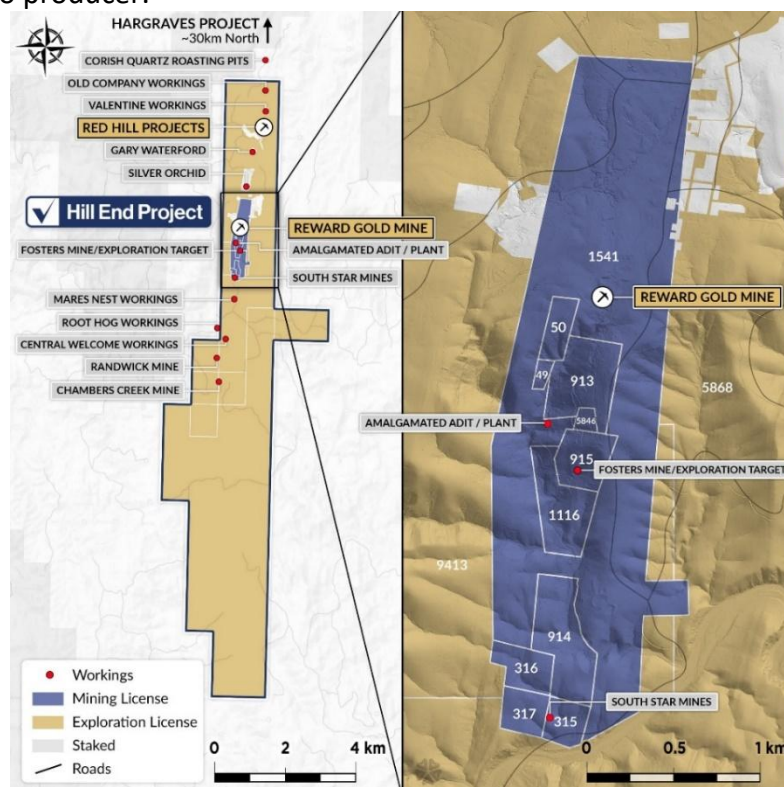 o producer.
HARGRAVES PROJECT
~30km North
CORISH QUARTZ ROASTING PITS
OLD COMPANY WORKINGS
VALENTINE WORKINGS
RED HILL PROJECTS
GARY WATERFORD
SILVER ORCHID
Hill End Project
REWARD GOLD MINE
FOSTERS MINE/EXPLORATION TARGET
AMALGAMATED ADIT / PLANT
SOUTH STAR MINES
MARES NEST WORKINGS
ROOT HOG WORKINGS
CENTRAL WELCOME WORKINGS
RANDWICK MINE
CHAMBERS CREEK MINE
Workings
Mining License
Exploration License
Staked
Roads
0 2 4 km
1541
REWARD GOLD MINE
50
49
913
5868
AMALGAMATED ADIT / PLANT
5846
915
FOSTERS MINE/EXPLORATION TARGET
1116
9413
914
316
SOUTH STAR MINES
317
315
0 0.5 1 km